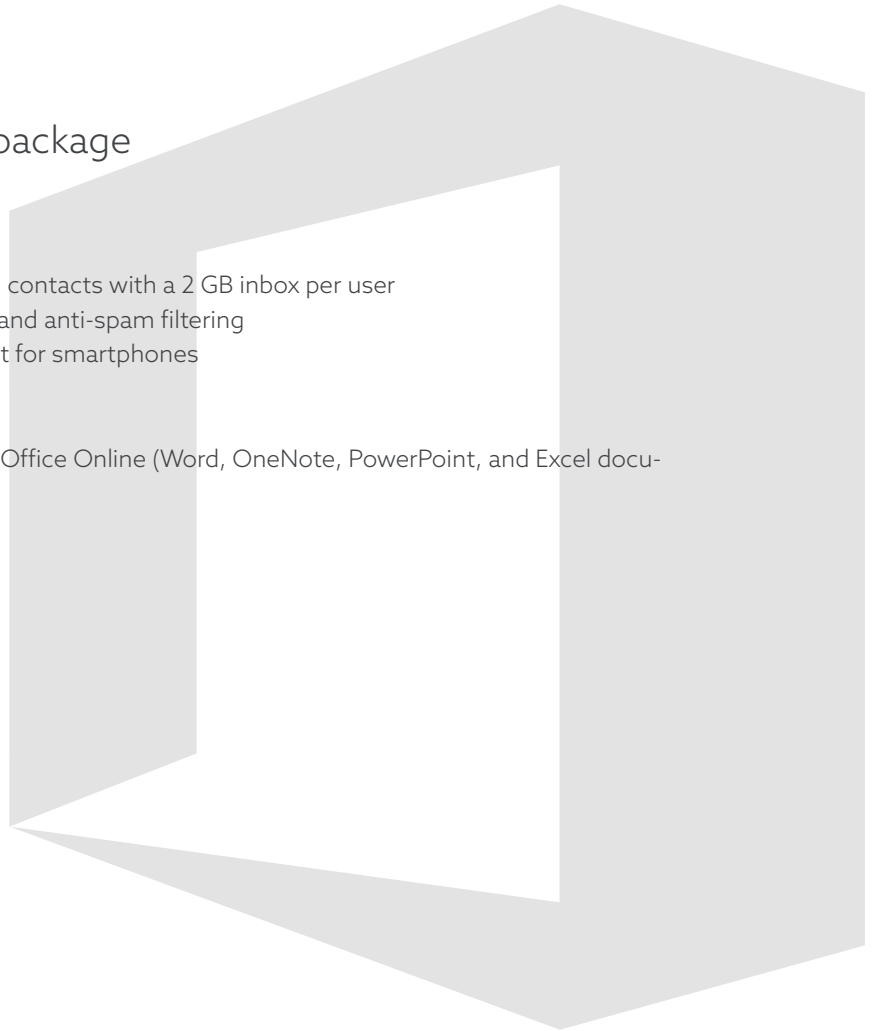 package
contacts with a 2 GB inbox per user
and anti-spam filtering
t for smartphones
Office Online (Word, OneNote, PowerPoint, and Excel docu-